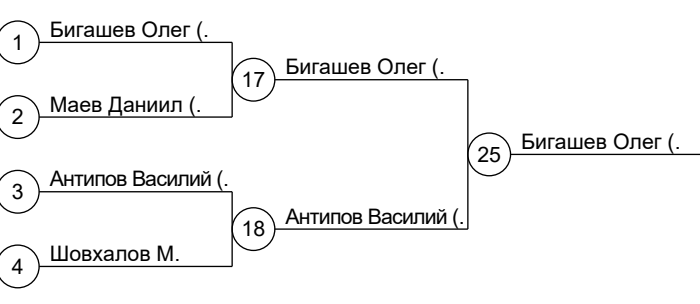 1 Бигашев Олег (.
17 Бигашев Олег (.
2 Маев Даниил (.
25 Бигашев Олег (.
3 Антипов Василий (.
18 Антипов Василий (.
4 Шовхалов М.